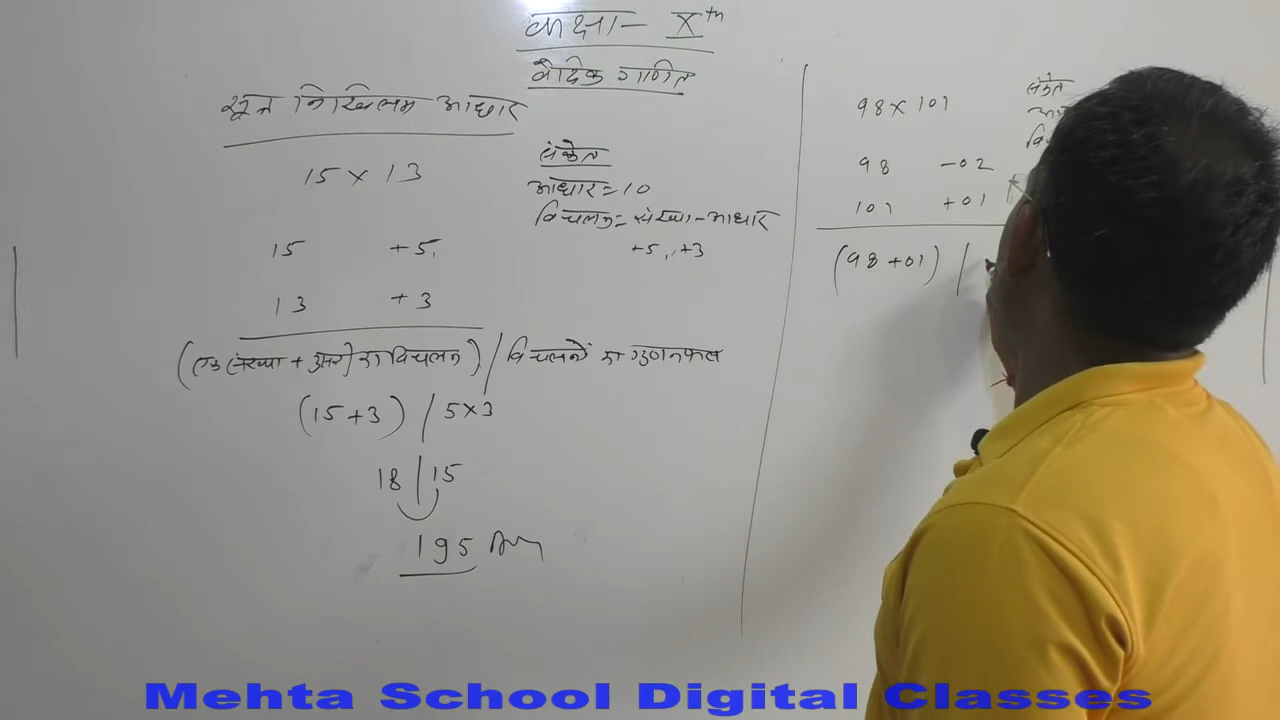 कक्षा- Xth
वैदिक गणित
सूत्र निखिलम आधार
15 × 13
संकेत
आधार = 10
विचलन = संख्या - आधार
+5, +3
15 +5,
13 +3
(एक संख्या + दूसरी का विचलन) / विचलनों का गुणनफल
(15+3) / 5×3
18 | 15
195 Ans
98 × 101
संकेत
98 -02
101 +01
(98 +01) |
Mehta School Digital Classes